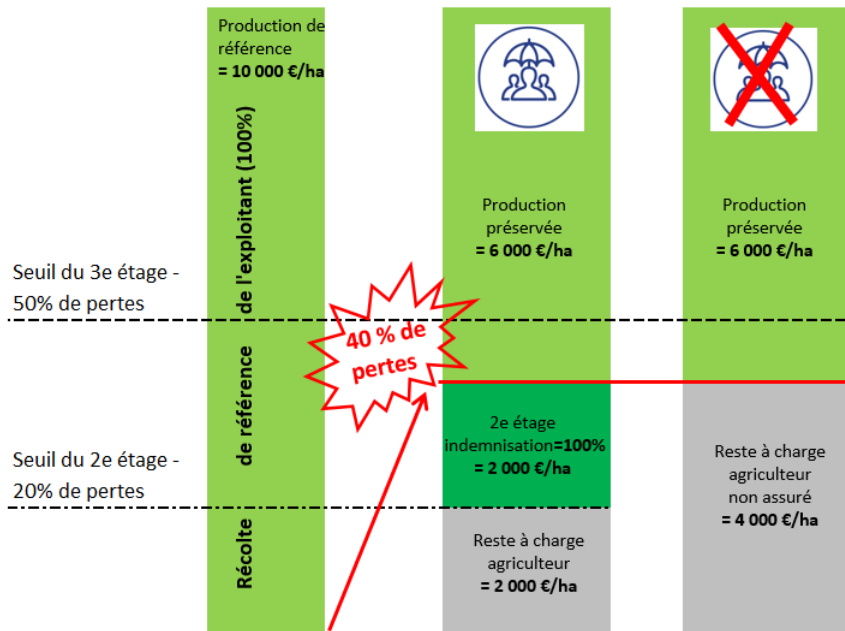 Production de
référence
= 10 000 €/ha
Récolte de référence de l'exploitant (100%)
Seuil du 3e étage -
50% de pertes
Seuil du 2e étage -
20% de pertes
40 % de
pertes
Production
préservée
= 6 000 €/ha
2e étage
indemnisation=100%
= 2 000 €/ha
Reste à charge
agriculteur
= 2 000 €/ha
Production
préservée
= 6 000 €/ha
Reste à charge
agriculteur
non assuré
= 4 000 €/ha